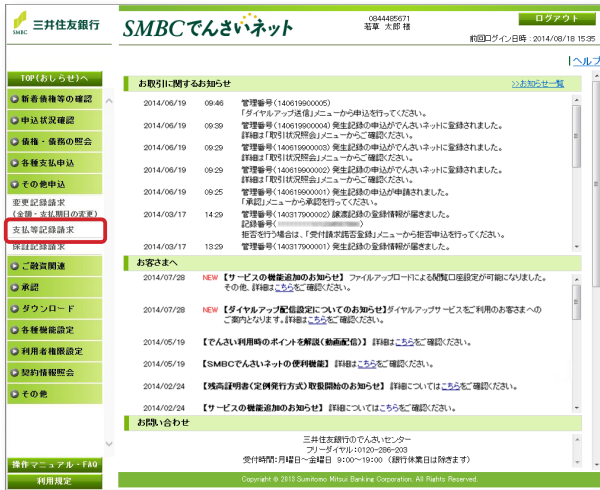 三井住友銀行
SMBC
SMBCでんさいネット
0844485671
若草 太郎 様
ログアウト
前回ログイン日時：2014/08/18 15:35
ヘルプ
TOP(おしらせ)へ
新着債権等の確認
申込状況確認
債権・債務の照会
各種支払申込
その他申込
変更記録請求
(金額・支払期日の変更)
支払等記録請求
保証記録請求
ご融資関連
承認
ダウンロード
各種機能設定
利用者権限設定
契約情報照会
その他
操作マニュアル・FAQ
利用規定
お取引に関するお知らせ
>>お知らせ一覧
2014/06/19 09:46 管理番号(140619900005)
「ダイヤルアップ送信」メニューから申込を行ってください。
2014/06/19 09:39 管理番号(140619900004) 発生記録の申込がでんさいネットに登録されました。
詳細は「取引状況照会」メニューからご確認ください。
2014/06/19 09:29 管理番号(140619900003) 発生記録の申込がでんさいネットに登録されました。
詳細は「取引状況照会」メニューからご確認ください。
2014/06/19 09:29 管理番号(140619900002) 発生記録の申込がでんさいネットに登録されました。
詳細は「取引状況照会」メニューからご確認ください。
2014/06/19 09:25 管理番号(140619900001) 発生記録の申込が申請されました。
「承認」メニューから承認を行ってください。
2014/03/17 14:29 管理番号(140317900002) 譲渡記録の登録情報が届きました。
記録番号(
拒否を行う場合は、「受付請求諾否登録」メニューから拒否申込を行ってください。
2014/03/17 13:29 管理番号(140317900001) 発生記録の登録情報が届きました。
お客さまへ
2014/07/28 NEW 【サービスの機能追加のお知らせ】 ファイルアップロードによる閲覧口座設定が可能になりました。
その他、詳細はこちらをご確認ください。
2014/07/28 NEW 【ダイヤルアップ配信設定についてのお知らせ】ダイヤルアップサービスをご利用のお客さまへの
ご案内となります。詳細はこちらをご確認ください。
2014/05/19 【でんさい利用時のポイントを解説(動画配信)】 詳細はこちらをご確認ください。
2014/05/19 【SMBCでんさいネットの便利機能】 詳細はこちらをご確認ください。
2014/02/24 【残高証明書(定例発行方式)取扱開始のお知らせ】 詳細についてはこちらをご確認ください。
2014/02/24 【サービスの機能追加のお知らせ】 詳細についてはこちらをご確認ください。
お問い合わせ
三井住友銀行のでんさいセンター
フリーダイヤル：0120-286-203
受付時間：月曜日～金曜日 9:00～19:00 (銀行休業日は除きます)
Copyright © 2013 Sumitomo Mitsui Banking Corporation. All Rights Reserved.